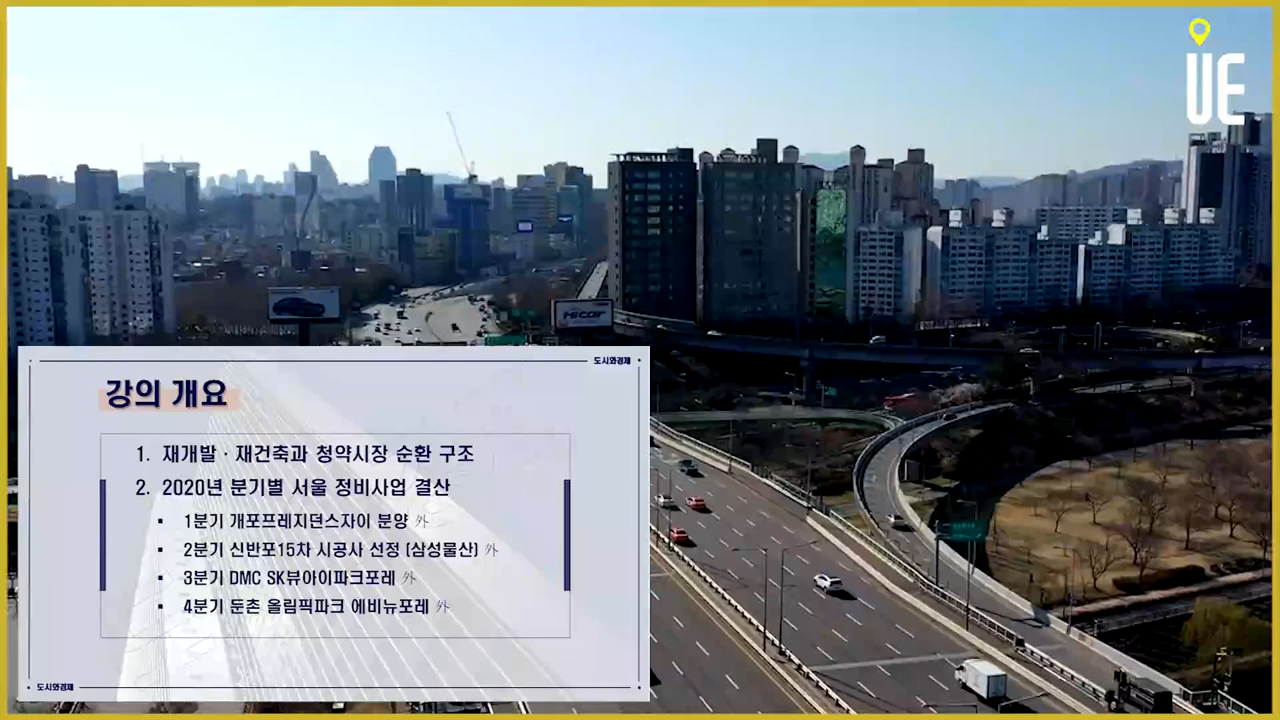 UE
Hicar
도시와경제
강의 개요
1. 재개발 · 재건축과 청약시장 순환 구조
2. 2020년 분기별 서울 정비사업 결산
▪ 1분기 개포프레지던스자이 분양 外
▪ 2분기 신반포15차 시공사 선정 (삼성물산) 外
▪ 3분기 DMC SK뷰아이파크포레 外
▪ 4분기 둔촌 올림픽파크 에비뉴포레 外
도시와경제